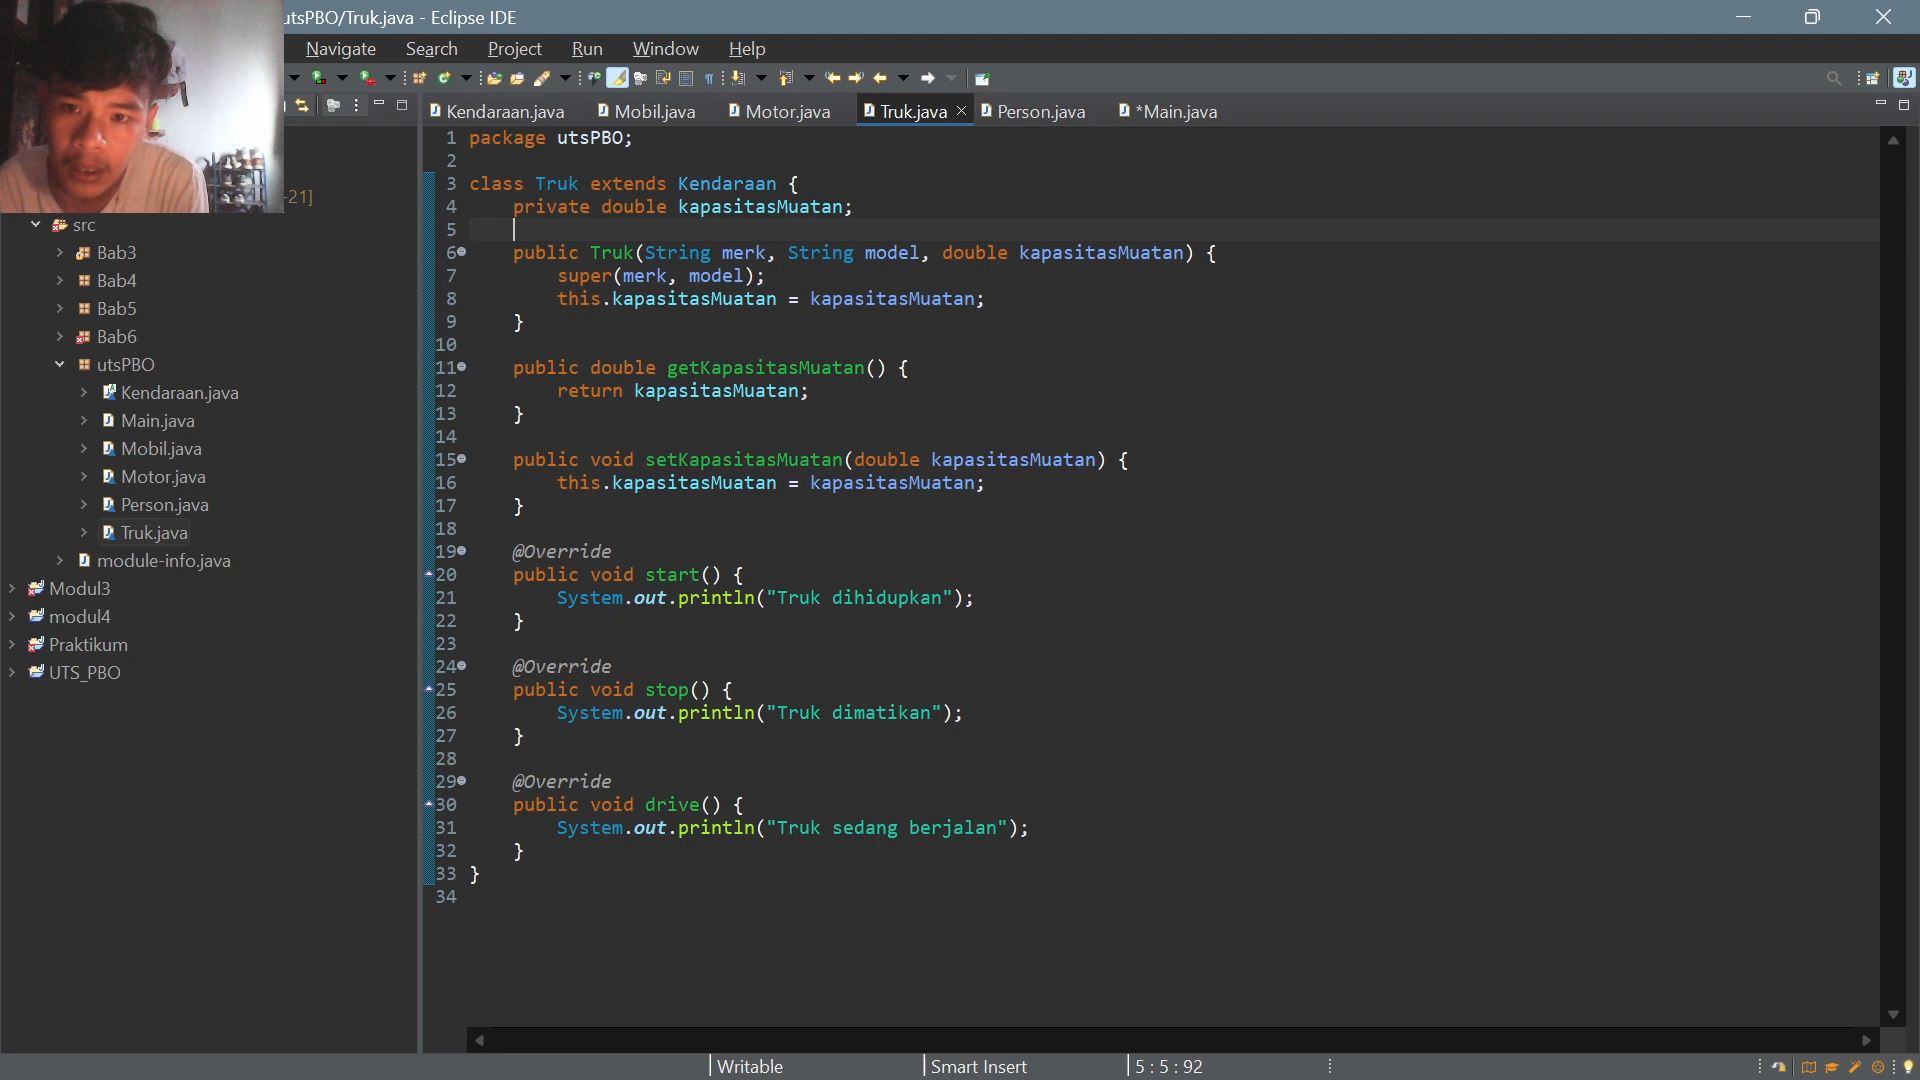 utsPBO/Truk.java - Eclipse IDE
Navigate Search Project Run Window Help
Kendaraan.java Mobil.java Motor.java Truk.java Person.java *Main.java
-21]
src
Bab3
Bab4
Bab5
Bab6
utsPBO
Kendaraan.java
Main.java
Mobil.java
Motor.java
Person.java
Truk.java
module-info.java
Modul3
modul4
Praktikum
UTS_PBO
1 package utsPBO;
2
3 class Truk extends Kendaraan {
4 private double kapasitasMuatan;
5
6 public Truk(String merk, String model, double kapasitasMuatan) {
7 super(merk, model);
8 this.kapasitasMuatan = kapasitasMuatan;
9 }
10
11 public double getKapasitasMuatan() {
12 return kapasitasMuatan;
13 }
14
15 public void setKapasitasMuatan(double kapasitasMuatan) {
16 this.kapasitasMuatan = kapasitasMuatan;
17 }
18
19 @Override
20 public void start() {
21 System.out.println("Truk dihidupkan");
22 }
23
24 @Override
25 public void stop() {
26 System.out.println("Truk dimatikan");
27 }
28
29 @Override
30 public void drive() {
31 System.out.println("Truk sedang berjalan");
32 }
33 }
34
Writable Smart Insert 5 : 5 : 92